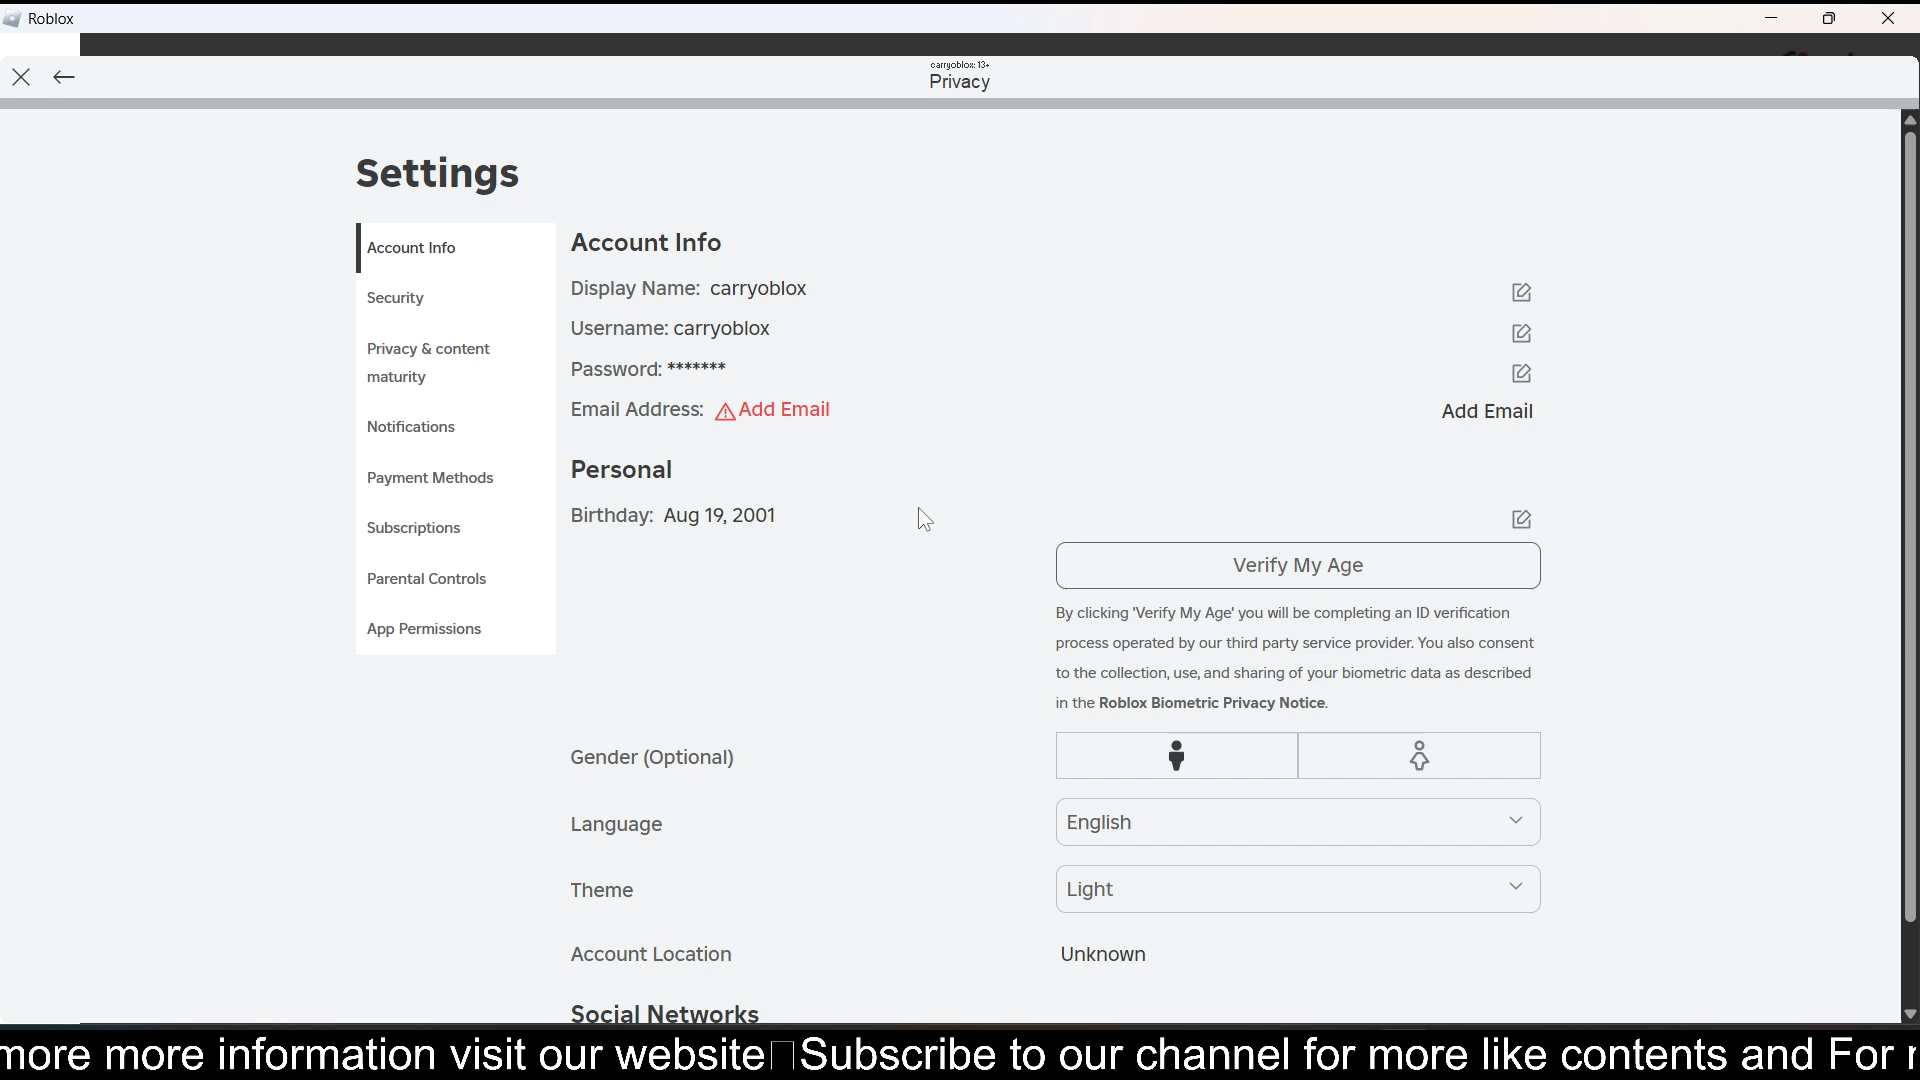 Roblox
carryoblox: 13+
Privacy
Settings
Account Info
Security
Privacy & content
maturity
Notifications
Payment Methods
Subscriptions
Parental Controls
App Permissions
Account Info
Display Name: carryoblox
Username: carryoblox
Password: *******
Email Address: Add Email
Add Email
Personal
Birthday: Aug 19, 2001
Verify My Age
By clicking 'Verify My Age' you will be completing an ID verification
process operated by our third party service provider. You also consent
to the collection, use, and sharing of your biometric data as described
in the Roblox Biometric Privacy Notice.
Gender (Optional)
Language
English
Theme
Light
Account Location
Unknown
Social Networks
more more information visit our website Subscribe to our channel for more like contents and For